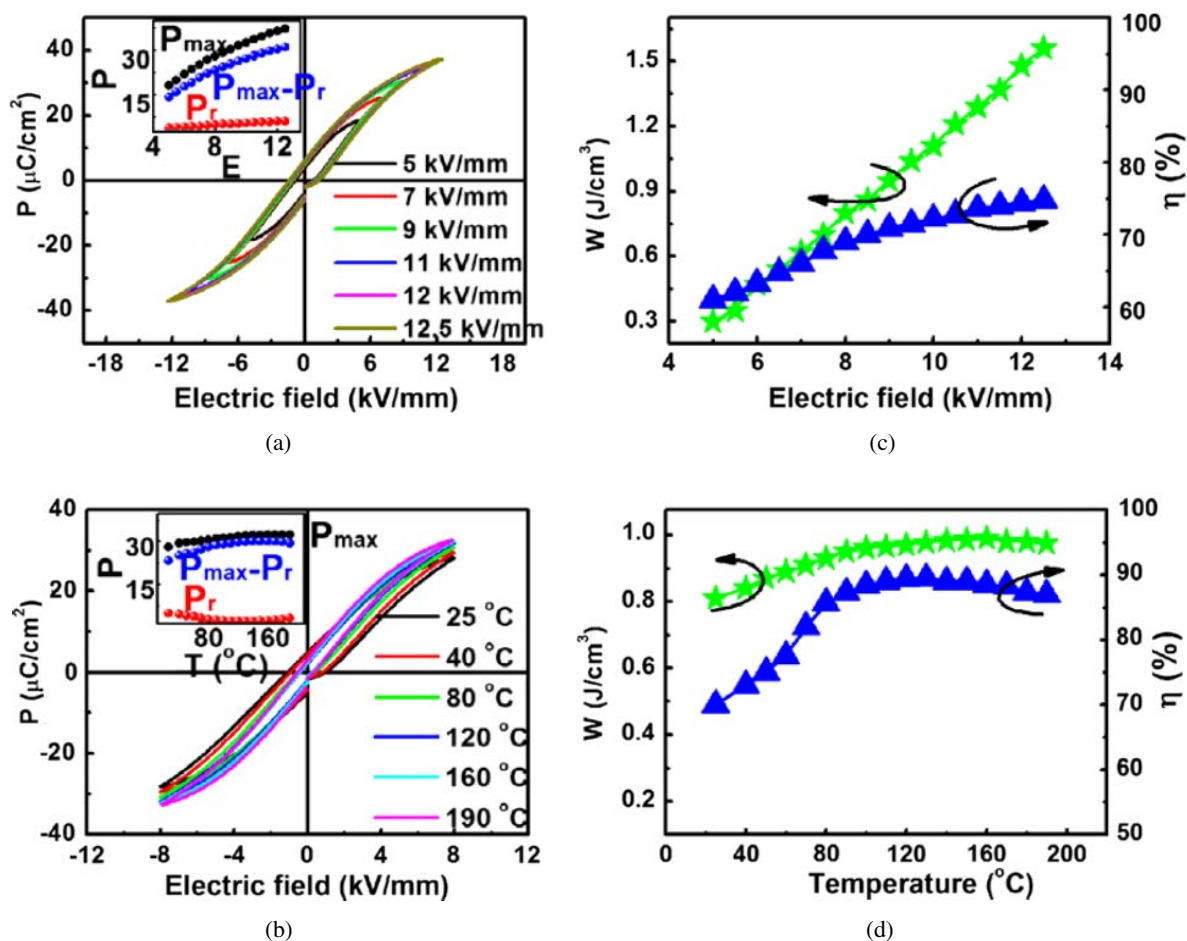 40
20
0
-20
-40
P (μC/cm²)
P
30
15
Pmax
Pmax-Pr
Pr
4 8 12
E
5 kV/mm
7 kV/mm
9 kV/mm
11 kV/mm
12 kV/mm
12,5 kV/mm
-18 -12 -6 0 6 12 18
Electric field (kV/mm)
(a)
1.5
1.2
0.9
0.6
0.3
W (J/cm³)
100
90
80
70
60
η (%)
4 6 8 10 12 14
Electric field (kV/mm)
(c)
40
20
0
-20
-40
P (μC/cm²)
P
30
15
Pmax
Pmax-Pr
Pr
80 160
T (°C)
25 °C
40 °C
80 °C
120 °C
160 °C
190 °C
-8 -4 0 4 8 12
Electric field (kV/mm)
(b)
1.0
0.8
0.6
0.4
0.2
W (J/cm³)
100
90
80
70
60
50
η (%)
0 40 80 120 160 200
Temperature (°C)
(d)